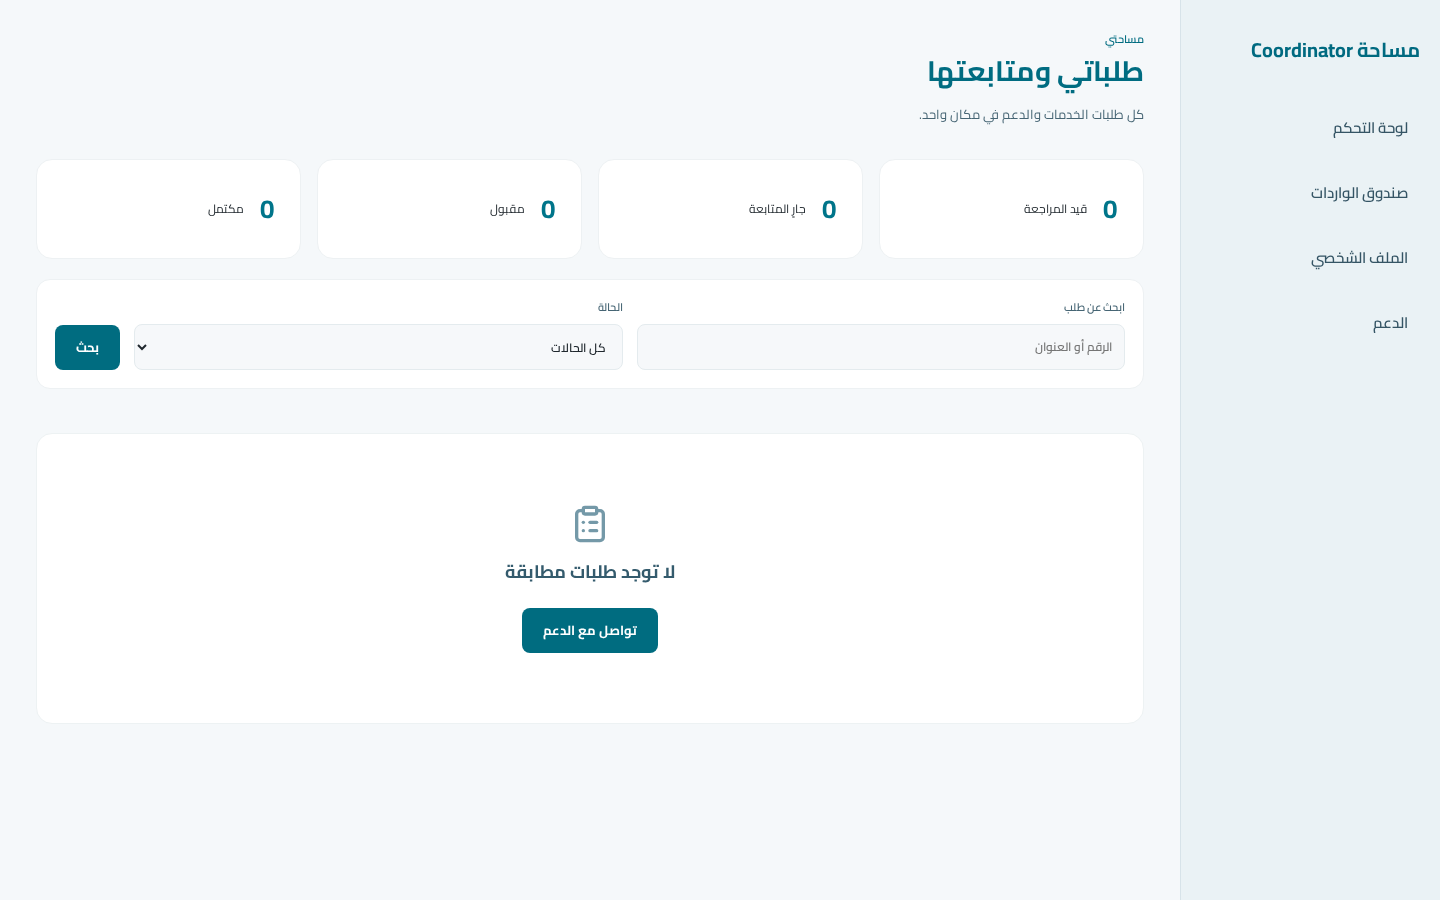 مساحة Coordinator
لوحة التحكم
صندوق الواردات
الملف الشخصي
الدعم
مساحتي
طلباتي ومتابعتها
كل طلبات الخدمات والدعم في مكان واحد.
0 قيد المراجعة
0 جارٍ المتابعة
0 مقبول
0 مكتمل
ابحث عن طلب
الرقم أو العنوان
الحالة
كل الحالات
بحث
لا توجد طلبات مطابقة
تواصل مع الدعم